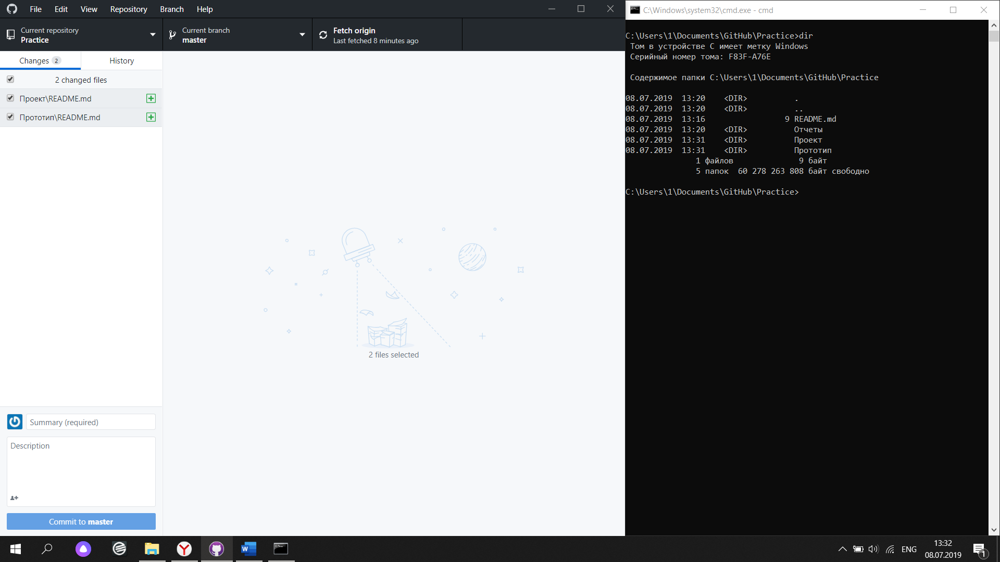 File Edit View Repository Branch Help
Current repository
Practice
Current branch
master
Fetch origin
Last fetched 8 minutes ago
Changes 2
History
2 changed files
Проект\README.md
Прототип\README.md
2 files selected
Summary (required)
Description
Commit to master
C:\Windows\system32\cmd.exe - cmd
C:\Users\1\Documents\GitHub\Practice>dir
Том в устройстве C имеет метку Windows
Серийный номер тома: F83F-A76E
Содержимое папки C:\Users\1\Documents\GitHub\Practice
08.07.2019 13:20 <DIR> .
08.07.2019 13:20 <DIR> ..
08.07.2019 13:16 9 README.md
08.07.2019 13:20 <DIR> Отчеты
08.07.2019 13:31 <DIR> Проект
08.07.2019 13:31 <DIR> Прототип
1 файлов 9 байт
5 папок 60 278 263 808 байт свободно
C:\Users\1\Documents\GitHub\Practice>
ENG
13:32
08.07.2019
1